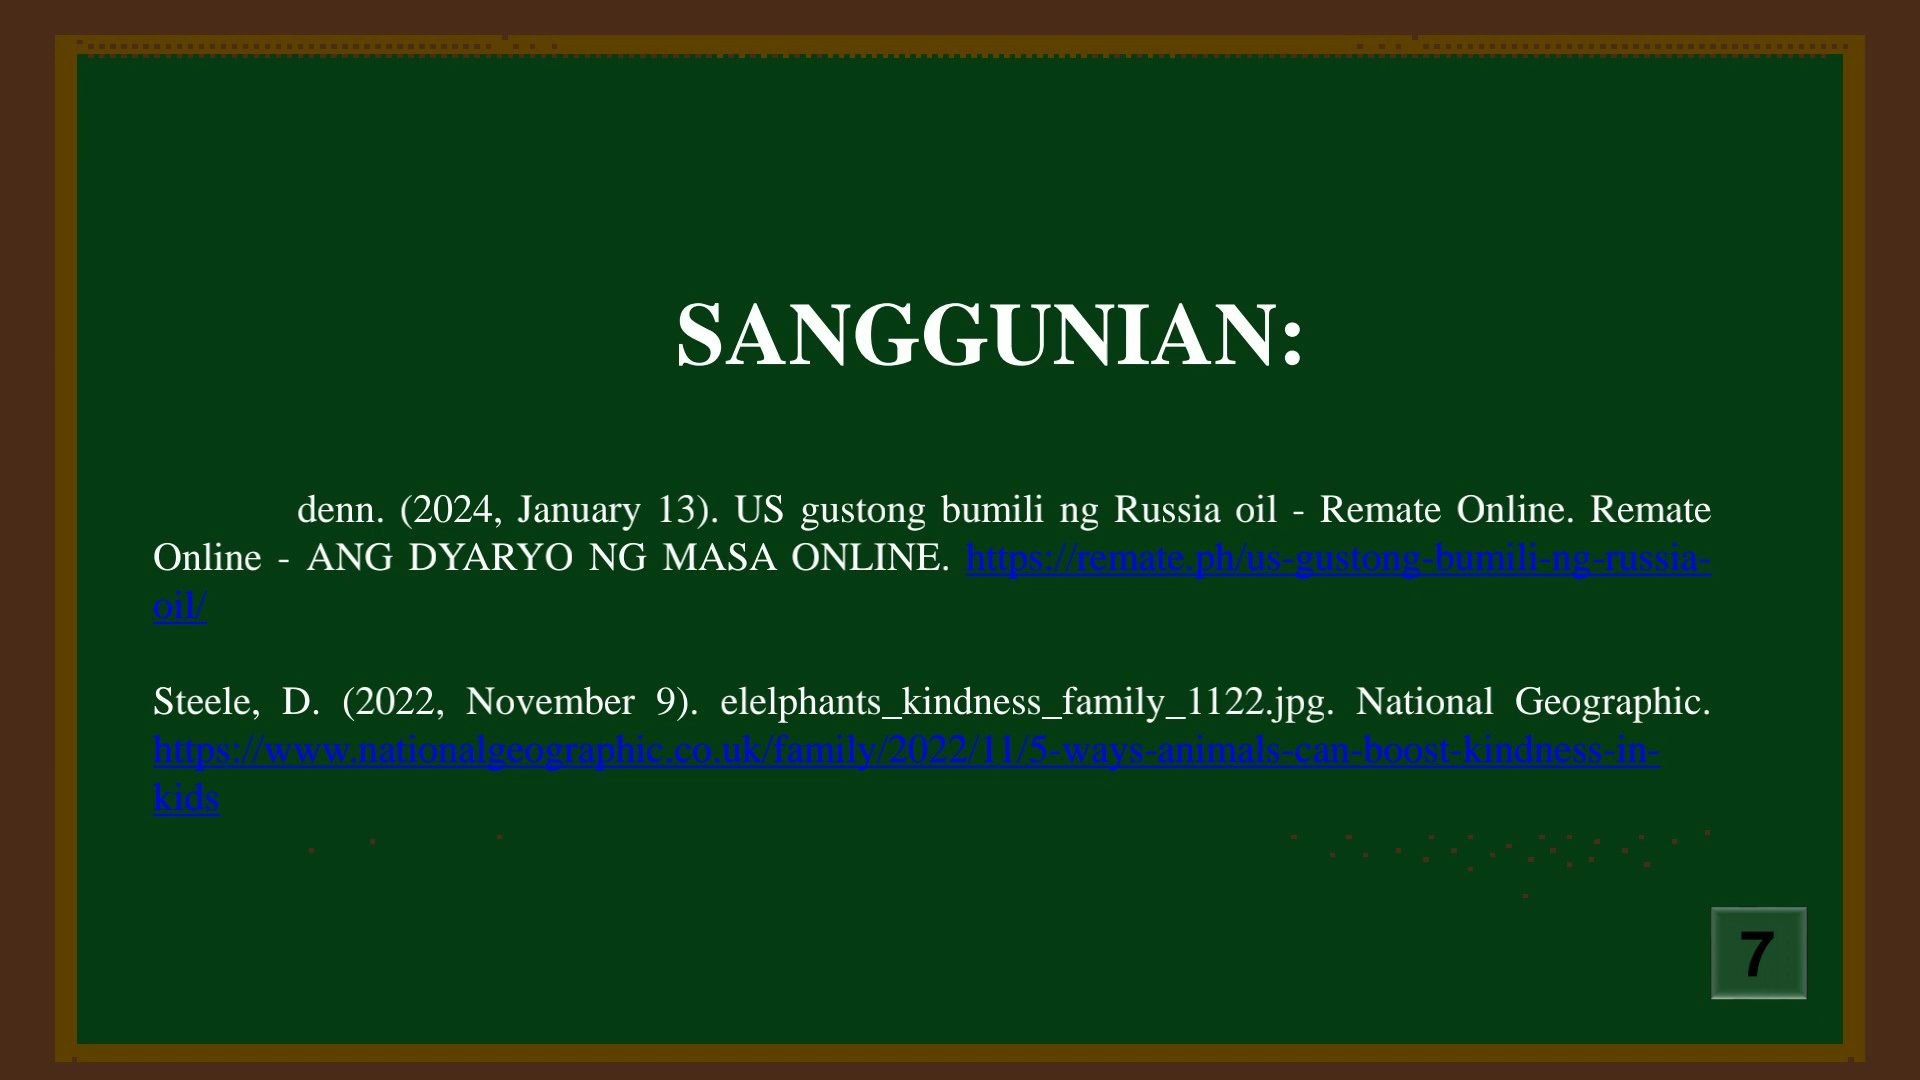 SANGGUNIAN:
denn. (2024, January 13). US gustong bumili ng Russia oil - Remate Online. Remate
Online - ANG DYARYO NG MASA ONLINE. https://remate.ph/us-gustong-bumili-ng-russia-
oil/
Steele, D. (2022, November 9). elelphants_kindness_family_1122.jpg. National Geographic.
https://www.nationalgeographic.co.uk/family/2022/11/5-ways-animals-can-boost-kindness-in-
kids
7